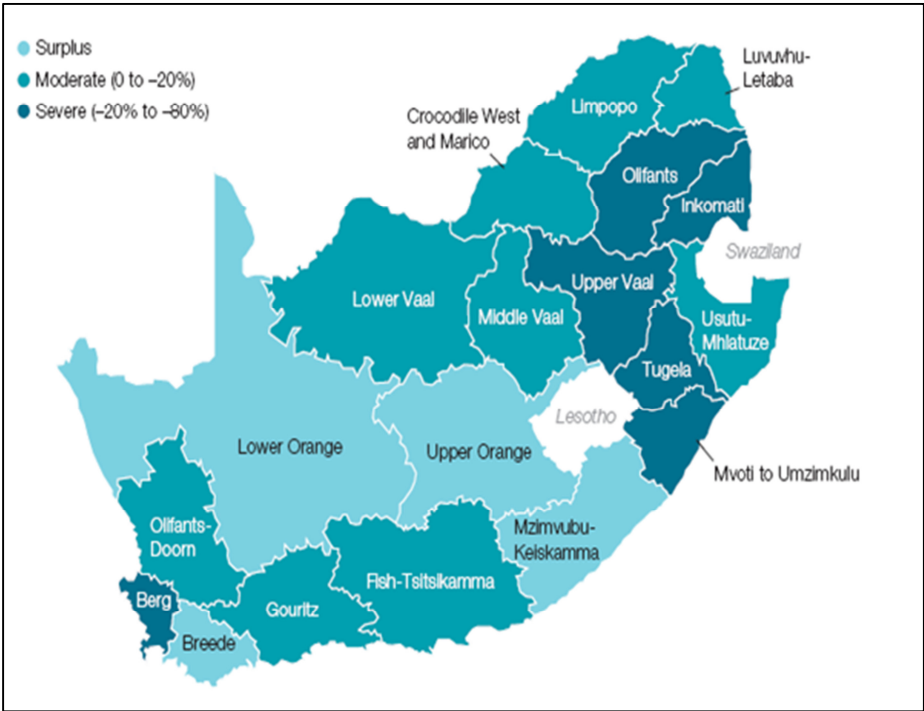 Surplus
Moderate (0 to –20%)
Severe (–20% to –80%)
Luvuvhu-
Letaba
Limpopo
Crocodile West
and Marico
Olifants
Inkomati
Swaziland
Upper Vaal
Lower Vaal
Middle Vaal
Usutu-
Mhlatuze
Tugela
Lesotho
Lower Orange
Upper Orange
Mvoti to Umzimkulu
Mzimvubu-
Keiskamma
Olifants-
Doorn
Fish-Tsitsikamma
Berg
Gouritz
Breede